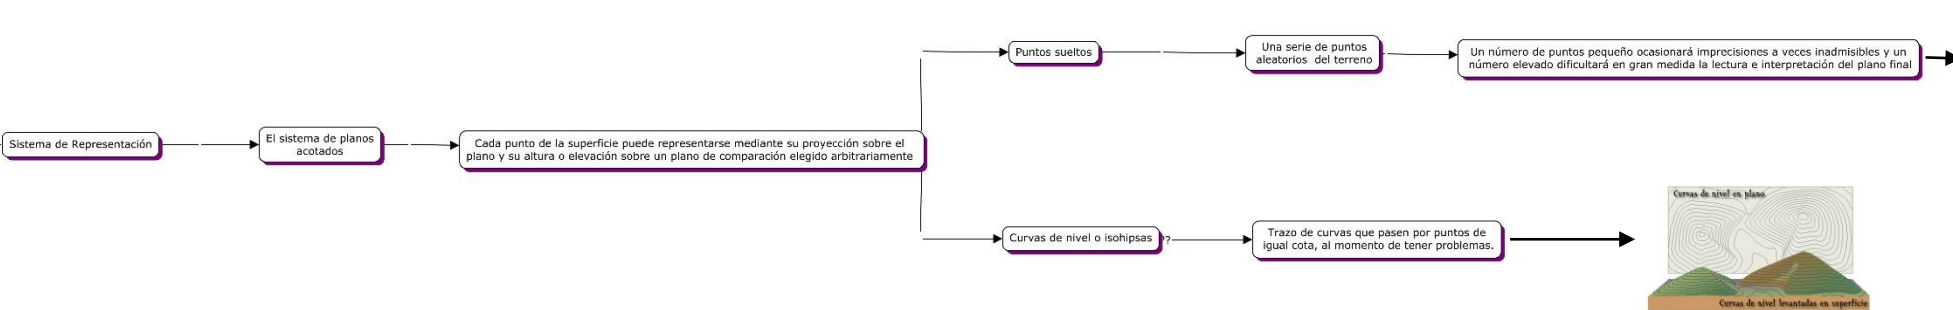 Sistema de Representación
El sistema de planos
acotados
Cada punto de la superficie puede representarse mediante su proyección sobre el
plano y su altura o elevación sobre un plano de comparación elegido arbitrariamente
Puntos sueltos
Una serie de puntos
aleatorios del terreno
Un número de puntos pequeño ocasionará imprecisiones a veces inadmisibles y un
número elevado dificultará en gran medida la lectura e interpretación del plano final
Curvas de nivel o isohipsas
??
Trazo de curvas que pasen por puntos de
igual cota, al momento de tener problemas.
Curvas de nivel en plano
Curvas de nivel levantadas en superficie